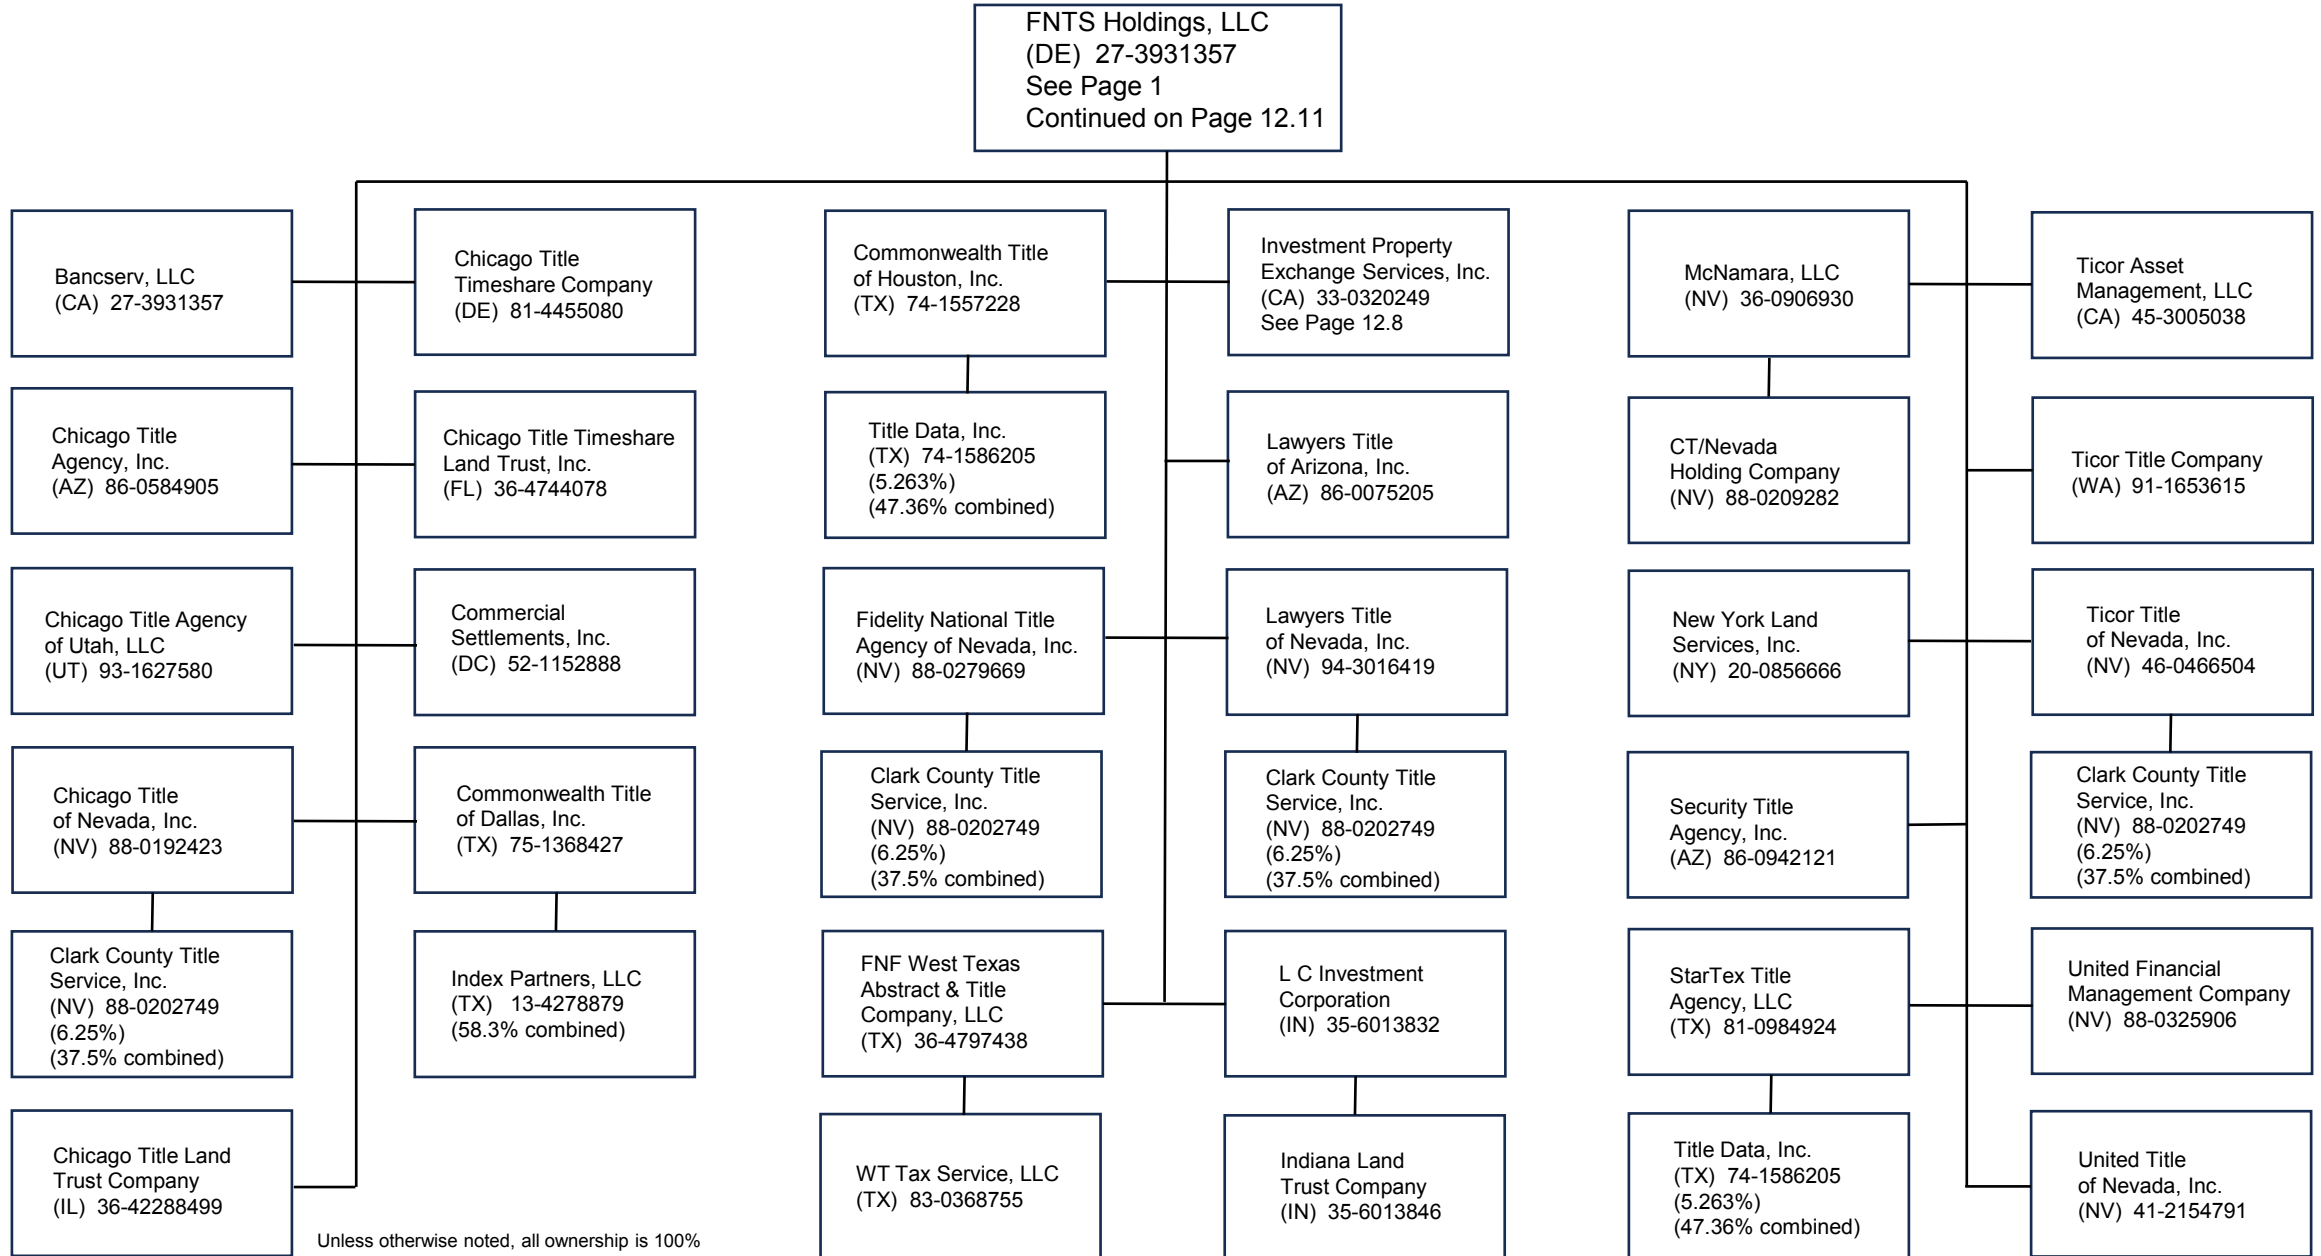 FNTS Holdings, LLC
(DE) 27-3931357
See Page 1
Continued on Page 12.11
Bancserv, LLC
(CA) 27-3931357
Chicago Title
Timeshare Company
(DE) 81-4455080
Commonwealth Title
of Houston, Inc.
(TX) 74-1557228
Investment Property
Exchange Services, Inc.
(CA) 33-0320249
See Page 12.8
McNamara, LLC
(NV) 36-0906930
Ticor Asset
Management, LLC
(CA) 45-3005038
Chicago Title
Agency, Inc.
(AZ) 86-0584905
Chicago Title Timeshare
Land Trust, Inc.
(FL) 36-4744078
Title Data, Inc.
(TX) 74-1586205
(5.263%)
(47.36% combined)
Lawyers Title
of Arizona, Inc.
(AZ) 86-0075205
CT/Nevada
Holding Company
(NV) 88-0209282
Ticor Title Company
(WA) 91-1653615
Chicago Title Agency
of Utah, LLC
(UT) 93-1627580
Commercial
Settlements, Inc.
(DC) 52-1152888
Fidelity National Title
Agency of Nevada, Inc.
(NV) 88-0279669
Lawyers Title
of Nevada, Inc.
(NV) 94-3016419
New York Land
Services, Inc.
(NY) 20-0856666
Ticor Title
of Nevada, Inc.
(NV) 46-0466504
Chicago Title
of Nevada, Inc.
(NV) 88-0192423
Commonwealth Title
of Dallas, Inc.
(TX) 75-1368427
Clark County Title
Service, Inc.
(NV) 88-0202749
(6.25%)
(37.5% combined)
Clark County Title
Service, Inc.
(NV) 88-0202749
(6.25%)
(37.5% combined)
Security Title
Agency, Inc.
(AZ) 86-0942121
Clark County Title
Service, Inc.
(NV) 88-0202749
(6.25%)
(37.5% combined)
Clark County Title
Service, Inc.
(NV) 88-0202749
(6.25%)
(37.5% combined)
Index Partners, LLC
(TX) 13-4278879
(58.3% combined)
FNF West Texas
Abstract & Title
Company, LLC
(TX) 36-4797438
L C Investment
Corporation
(IN) 35-6013832
StarTex Title
Agency, LLC
(TX) 81-0984924
United Financial
Management Company
(NV) 88-0325906
Chicago Title Land
Trust Company
(IL) 36-42288499
WT Tax Service, LLC
(TX) 83-0368755
Indiana Land
Trust Company
(IN) 35-6013846
Title Data, Inc.
(TX) 74-1586205
(5.263%)
(47.36% combined)
United Title
of Nevada, Inc.
(NV) 41-2154791
Unless otherwise noted, all ownership is 100%